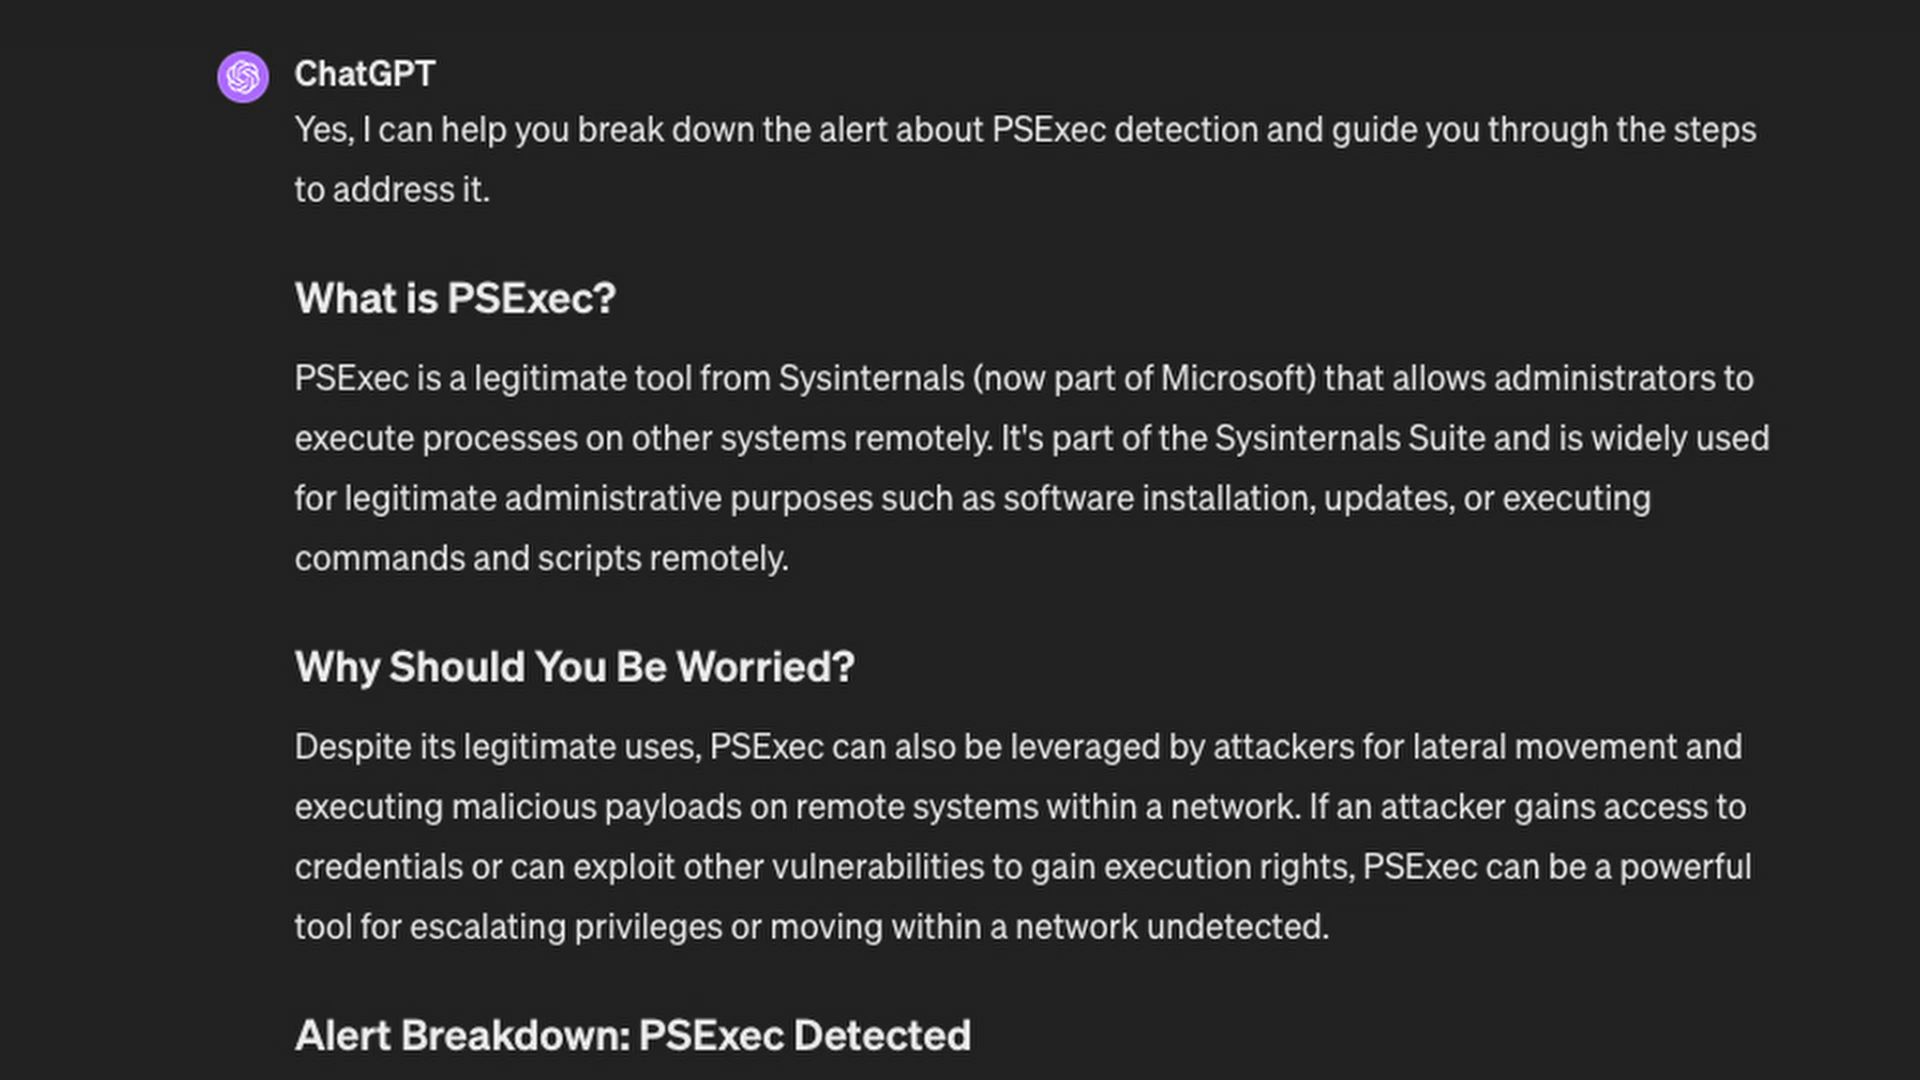 ChatGPT
Yes, I can help you break down the alert about PSExec detection and guide you through the steps
to address it.
What is PSExec?
PSExec is a legitimate tool from Sysinternals (now part of Microsoft) that allows administrators to
execute processes on other systems remotely. It's part of the Sysinternals Suite and is widely used
for legitimate administrative purposes such as software installation, updates, or executing
commands and scripts remotely.
Why Should You Be Worried?
Despite its legitimate uses, PSExec can also be leveraged by attackers for lateral movement and
executing malicious payloads on remote systems within a network. If an attacker gains access to
credentials or can exploit other vulnerabilities to gain execution rights, PSExec can be a powerful
tool for escalating privileges or moving within a network undetected.
Alert Breakdown: PSExec Detected